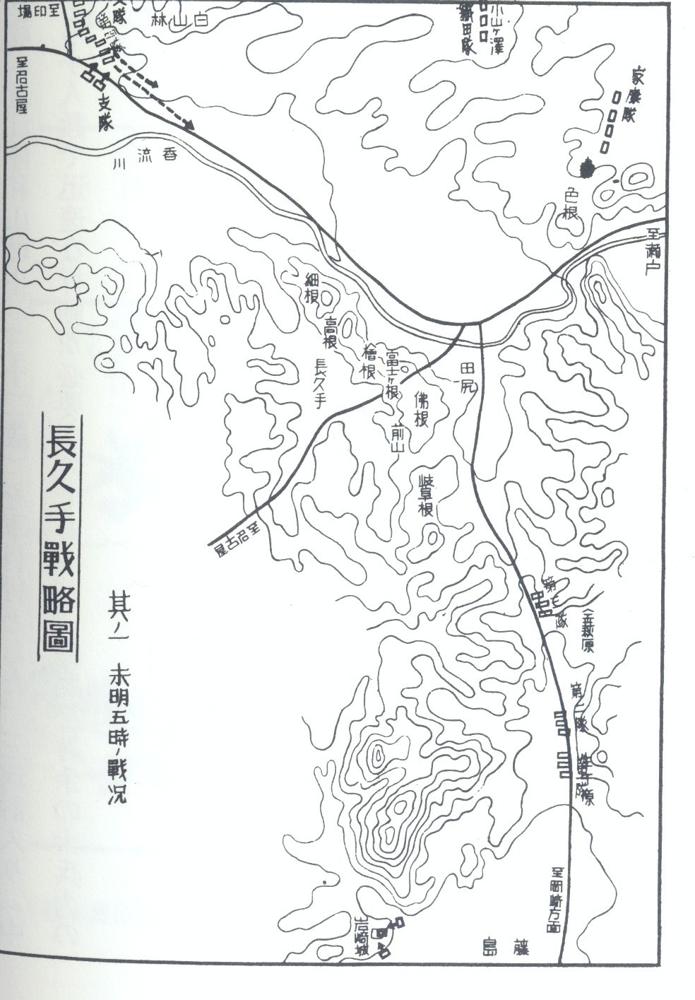 長久手戰略圖
其ノ一 未明五時ノ戰況
至印場
白山林
小山ヶ澤
織田隊
家康隊
至名古屋
支隊
香流川
色根
至瀬戸
細根
高根
檜根
富士ヶ根
長久手
田尻
佛根
前山
岐阜根
至名古屋
金萩原
第二隊
生牛原
至岡崎方面
岩崎城
藤島